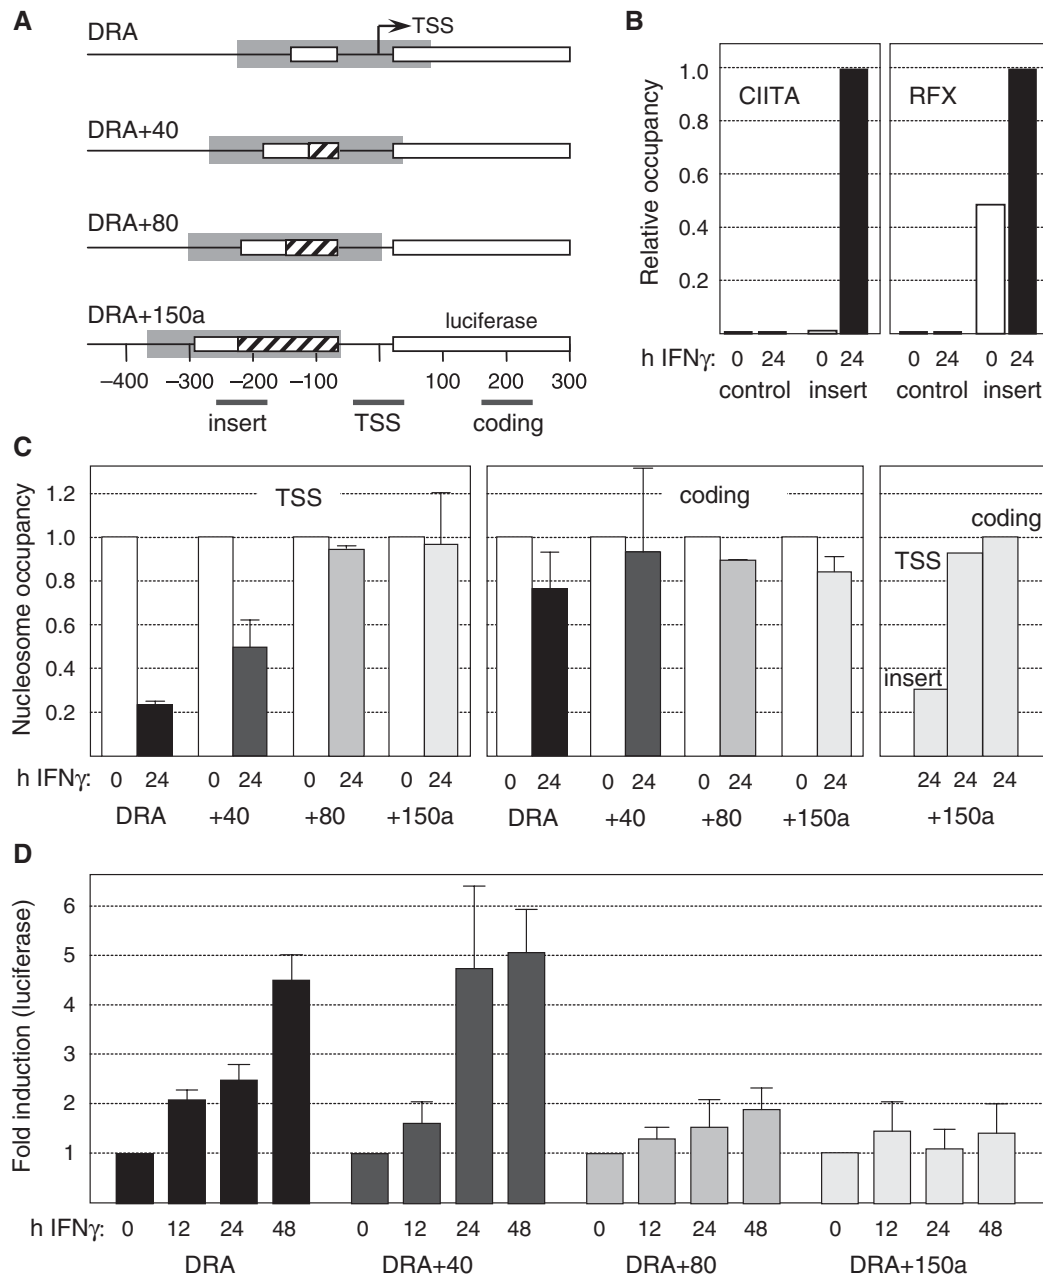 A
DRA
TSS
DRA+40
DRA+80
DRA+150a
luciferase
–400 –300 –200 –100 100 200 300
insert TSS coding
B
Relative occupancy
1.0
0.8
0.6
0.4
0.2
CIITA
RFX
h IFNγ: 0 24 0 24 0 24 0 24
control insert control insert
C
Nucleosome occupancy
1.2
1.0
0.8
0.6
0.4
0.2
TSS
coding
coding
TSS
insert
h IFNγ: 0 24 0 24 0 24 0 24 0 24 0 24 0 24 0 24 24 24 24
DRA +40 +80 +150a DRA +40 +80 +150a +150a
D
Fold induction (luciferase)
6
5
4
3
2
1
h IFNγ: 0 12 24 48 0 12 24 48 0 12 24 48 0 12 24 48
DRA DRA+40 DRA+80 DRA+150a